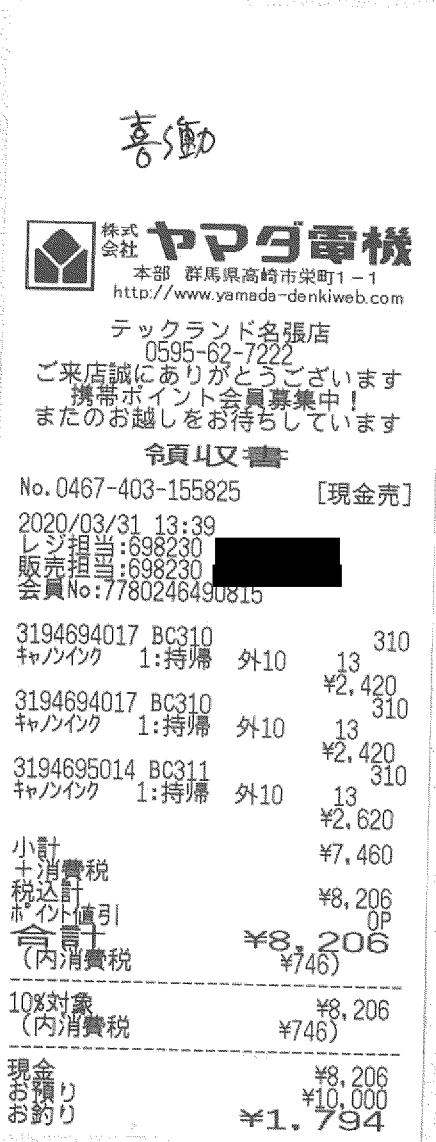 株式会社 ヤマダ電機
本部 群馬県高崎市栄町1-1
http://www.yamada-denkiweb.com
テックランド名張店
0595-62-7222
ご来店誠にありがとうございます
携帯ポイント会員募集中!
またのお越しをお待ちしています
領収書
No.0467-403-155825 [現金売]
2020/03/31 13:39
レジ担当:698230
販売担当:698230
会員No:7780246490815
3194694017 BC310 310
キャノンインク 1:持帰 外10 13
¥2,420
3194694017 BC310 310
キャノンインク 1:持帰 外10 13
¥2,420
3194695014 BC311 310
キャノンインク 1:持帰 外10 13
¥2,620
小計 ¥7,460
+消費税
税込計 ¥8,206
ポイント値引 0P
合計 ¥8,206
(内消費税 ¥746)
10%対象 ¥8,206
(内消費税 ¥746)
現金 ¥8,206
お預り ¥10,000
お釣り ¥1,794